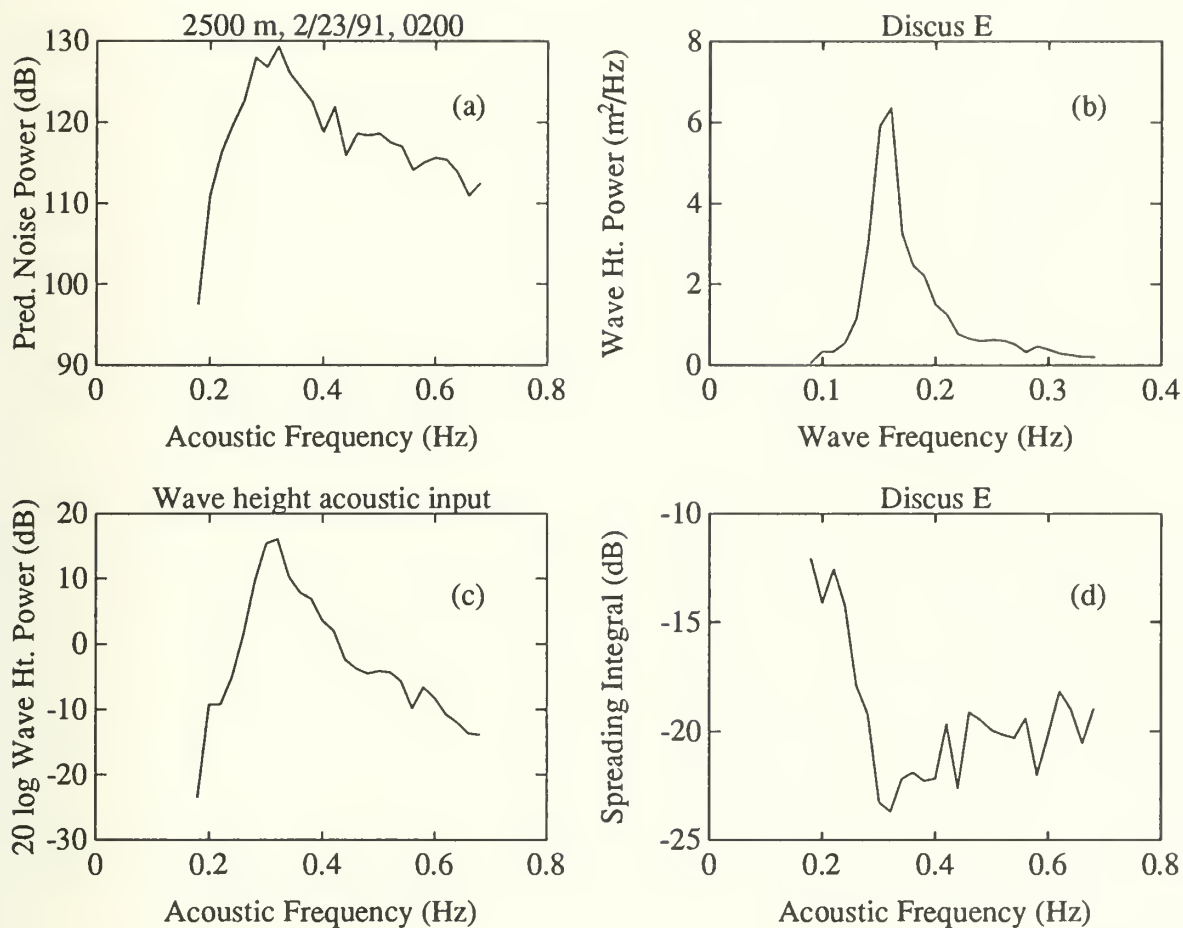 2500 m, 2/23/91, 0200
Pred. Noise Power (dB)
130
120
110
100
90
(a)
0
0.2
0.4
0.6
0.8
Acoustic Frequency (Hz)
Discus E
Wave Ht. Power (m²/Hz)
8
6
4
2
0
(b)
0
0.1
0.2
0.3
0.4
Wave Frequency (Hz)
Wave height acoustic input
20 log Wave Ht. Power (dB)
20
10
0
-10
-20
-30
(c)
0
0.2
0.4
0.6
0.8
Acoustic Frequency (Hz)
Discus E
Spreading Integral (dB)
-10
-15
-20
-25
(d)
0
0.2
0.4
0.6
0.8
Acoustic Frequency (Hz)